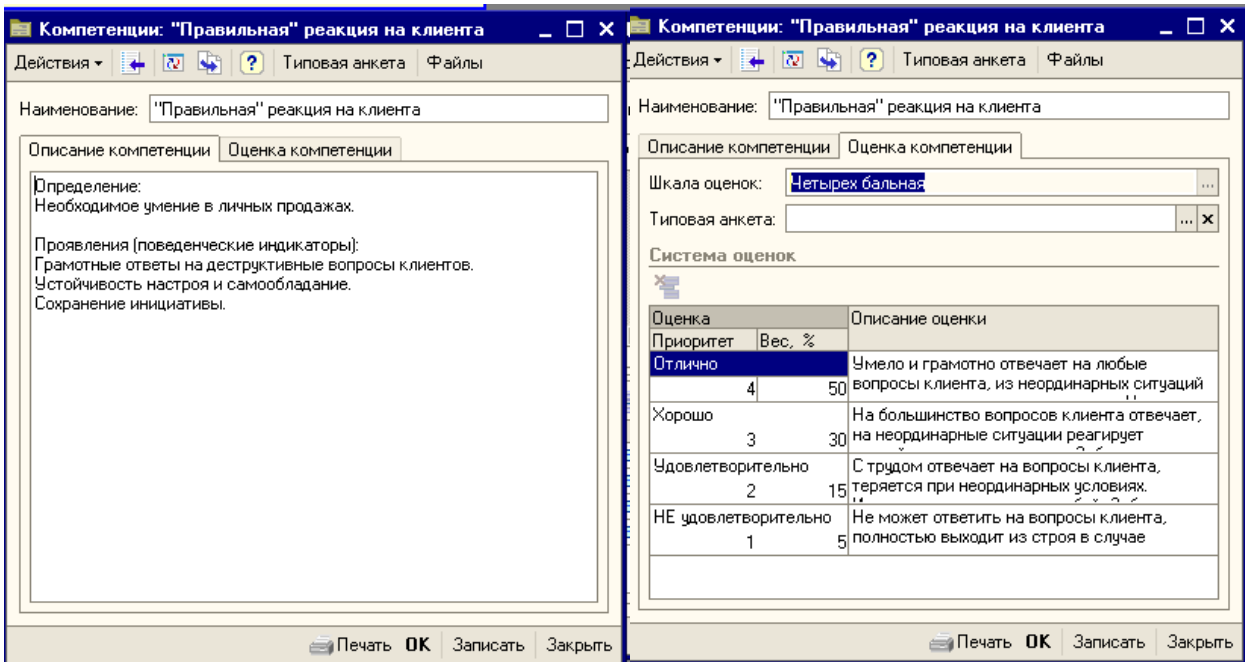 Компетенции: "Правильная" реакция на клиента
Действия
Типовая анкета
Файлы
Наименование: "Правильная" реакция на клиента
Описание компетенции
Оценка компетенции
Определение:
Необходимое умение в личных продажах.
Проявления (поведенческие индикаторы):
Грамотные ответы на деструктивные вопросы клиентов.
Устойчивость настроя и самообладание.
Сохранение инициативы.
Печать OK Записать Закрыть
Компетенции: "Правильная" реакция на клиента
Действия
Типовая анкета
Файлы
Наименование: "Правильная" реакция на клиента
Описание компетенции
Оценка компетенции
Шкала оценок: Четырех бальная
Типовая анкета:
Система оценок
Оценка
Описание оценки
Приоритет Вес, %
Отлично
4 50
Умело и грамотно отвечает на любые
вопросы клиента, из неординарных ситуаций
Хорошо
3 30
На большинство вопросов клиента отвечает,
на неординарные ситуации реагирует
Удовлетворительно
2 15
С трудом отвечает на вопросы клиента,
теряется при неординарных условиях.
НЕ удовлетворительно
1 5
Не может ответить на вопросы клиента,
полностью выходит из строя в случае
Печать OK Записать Закрыть